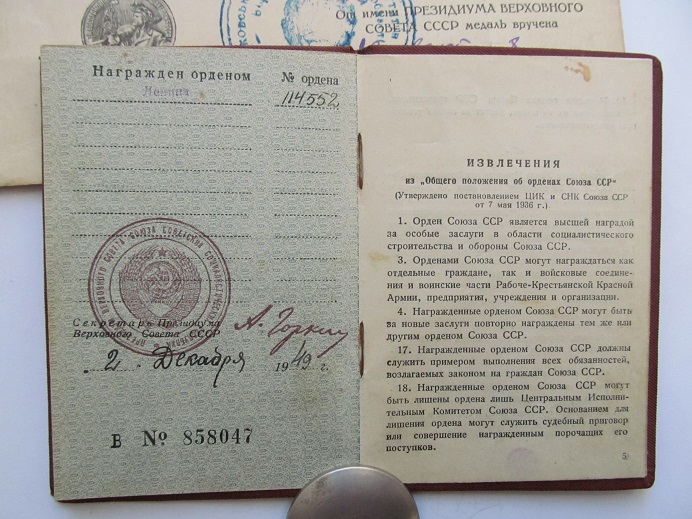 От имени ПРЕЗИДИУМА ВЕРХОВНОГО
СОВЕТА СССР медаль вручена
Награжден орденом
№ ордена
Ленина
114552
Секретарь Президиума
Верховного Совета СССР
А. Горкин
„2" Декабря 1949 г.
В № 858047
ИЗВЛЕЧЕНИЯ
из „Общего положения об орденах Союза ССР"
(Утверждено постановлением ЦИК и СНК Союза ССР
от 7 мая 1936 г.)
1. Орден Союза ССР является высшей наградой
за особые заслуги в области социалистического
строительства и обороны Союза ССР.
3. Орденами Союза ССР могут награждаться как
отдельные граждане, так и войсковые соедине-
ния и воинские части Рабоче-Крестьянской Красной
Армии, предприятия, учреждения и организации.
4. Награжденные орденом Союза ССР могут быть
за новые заслуги повторно награждены тем же или
другим орденом Союза ССР.
17. Награжденные орденом Союза ССР должны
служить примером выполнения всех обязанностей,
возлагаемых законом на граждан СССР.
18. Награжденные орденом Союза ССР могут
быть лишены ордена лишь Центральным Исполни-
тельным Комитетом Союза ССР. Основанием для
лишения ордена могут служить судебный приговор
или совершение награжденным порочащих его
поступков.
5